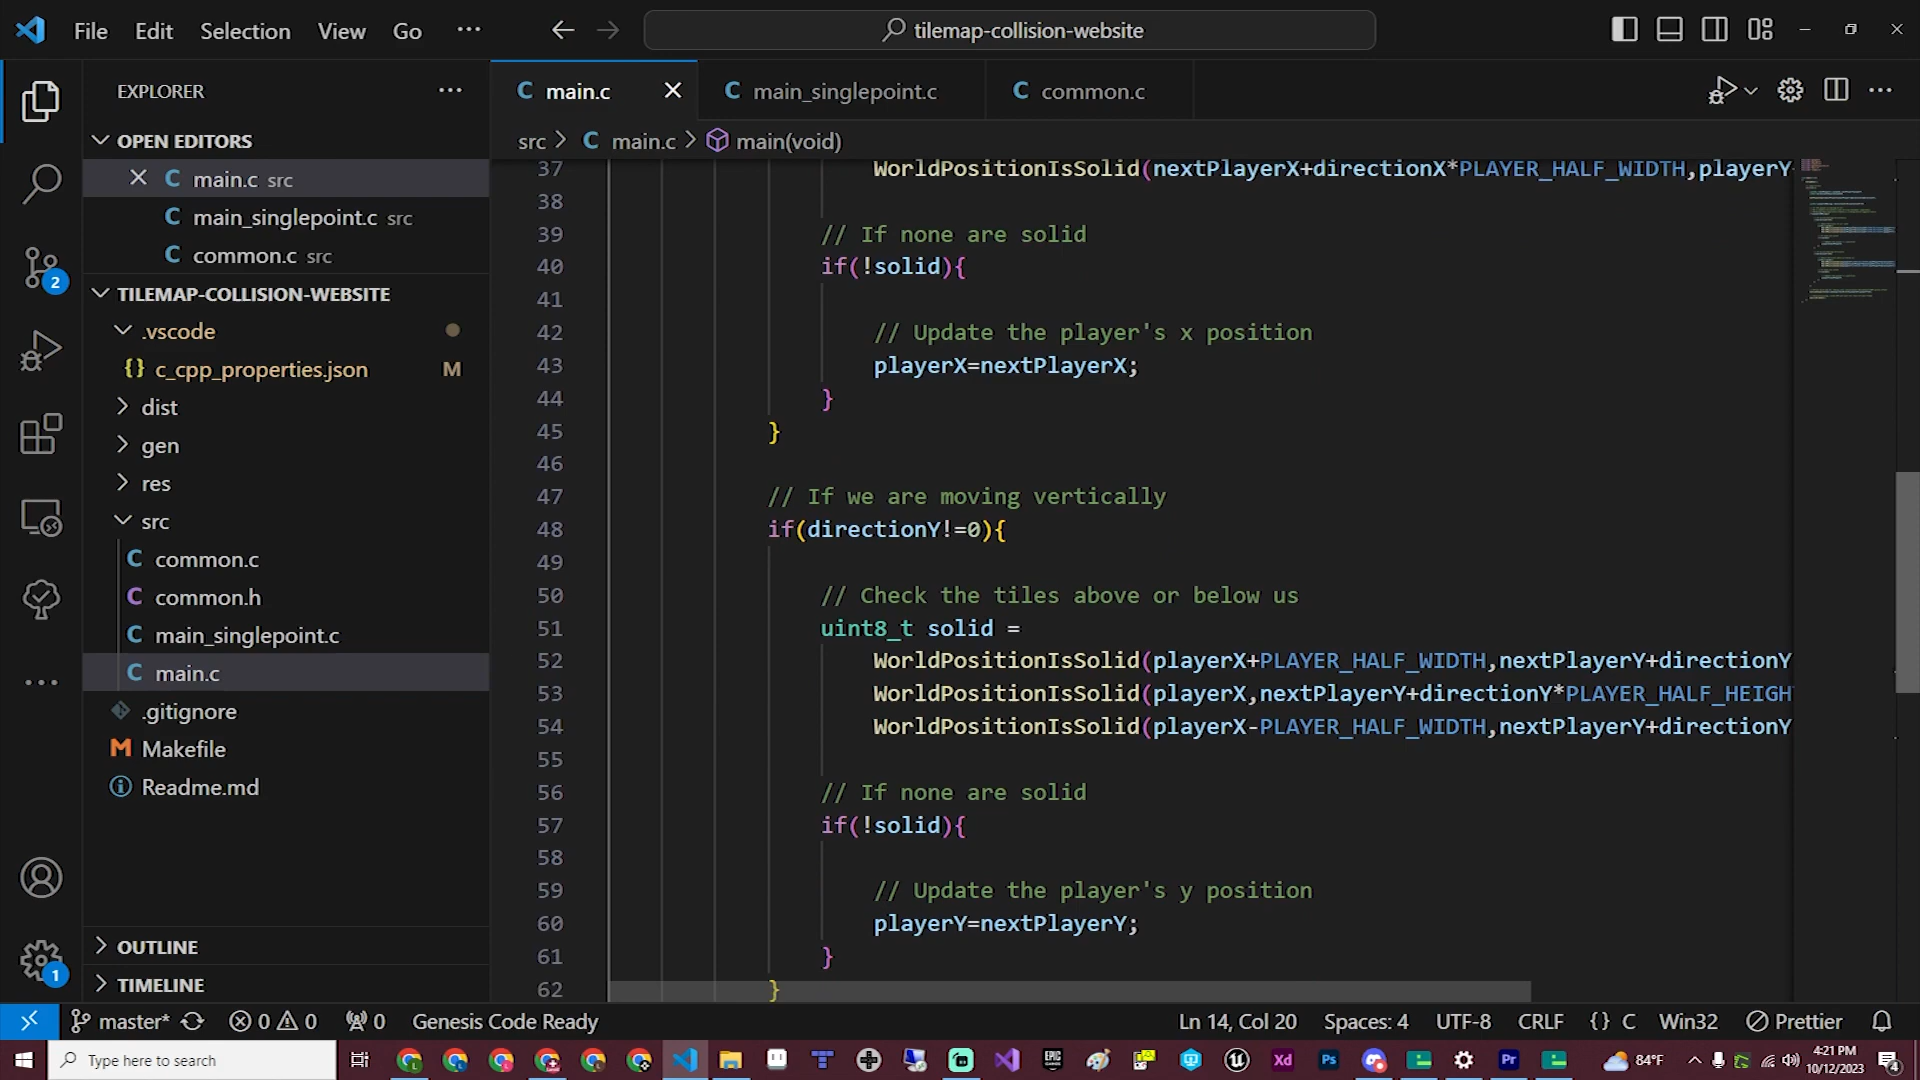 File Edit Selection View Go ··· tilemap-collision-website
EXPLORER
OPEN EDITORS
main.c src
main_singlepoint.c src
common.c src
TILEMAP-COLLISION-WEBSITE
.vscode
{} c_cpp_properties.json M
dist
gen
res
src
C common.c
C common.h
C main_singlepoint.c
C main.c
.gitignore
M Makefile
Readme.md
OUTLINE
TIMELINE
2
1
C main.c C main_singlepoint.c C common.c
src > C main.c > main(void)
37 WorldPositionIsSolid(nextPlayerX+directionX*PLAYER_HALF_WIDTH,playerY
38
39 // If none are solid
40 if(!solid){
41
42 // Update the player's x position
43 playerX=nextPlayerX;
44 }
45 }
46
47 // If we are moving vertically
48 if(directionY!=0){
49
50 // Check the tiles above or below us
51 uint8_t solid =
52 WorldPositionIsSolid(playerX+PLAYER_HALF_WIDTH,nextPlayerY+directionY
53 WorldPositionIsSolid(playerX,nextPlayerY+directionY*PLAYER_HALF_HEIGH
54 WorldPositionIsSolid(playerX-PLAYER_HALF_WIDTH,nextPlayerY+directionY
55
56 // If none are solid
57 if(!solid){
58
59 // Update the player's y position
60 playerY=nextPlayerY;
61 }
62 }
master* 0 0 0 Genesis Code Ready Ln 14, Col 20 Spaces: 4 UTF-8 CRLF {} C Win32 Prettier
Type here to search
Xd Ps Pr 84°F
4:21 PM
10/12/2023
4